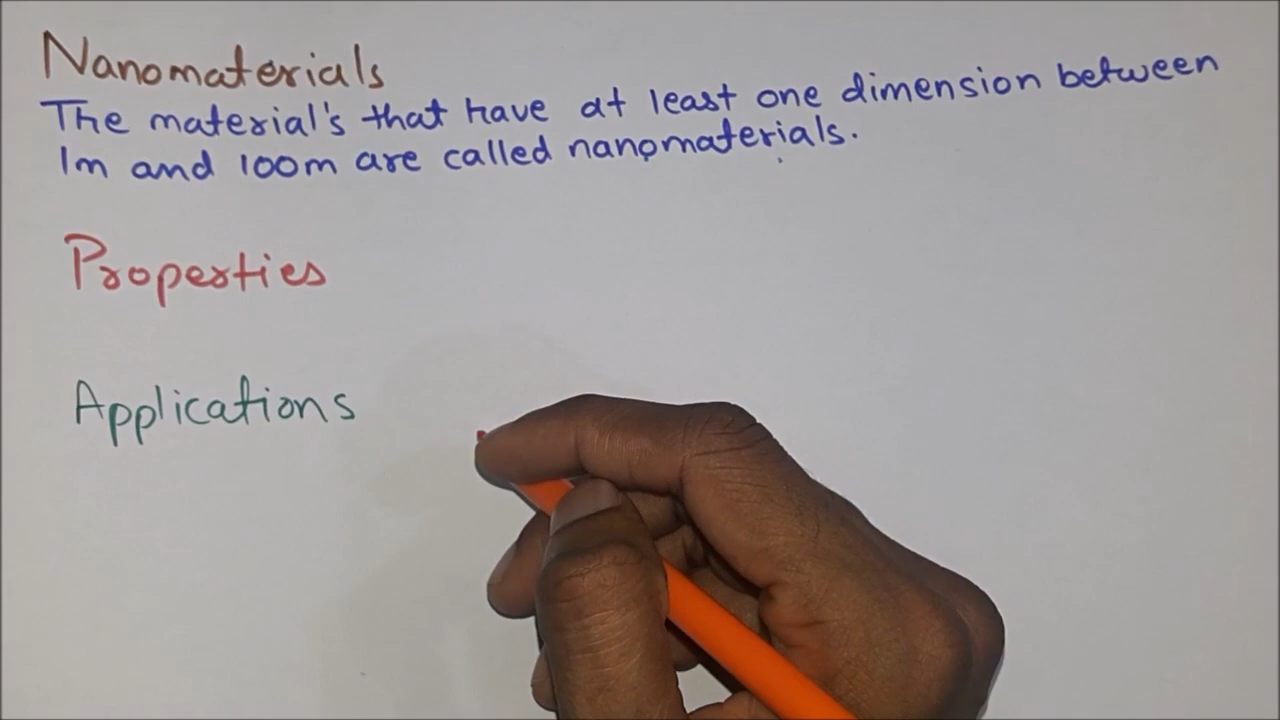 Nanomaterials
The material's that have at least one dimension between
1m and 100m are called nanomaterials.
Properties
Applications